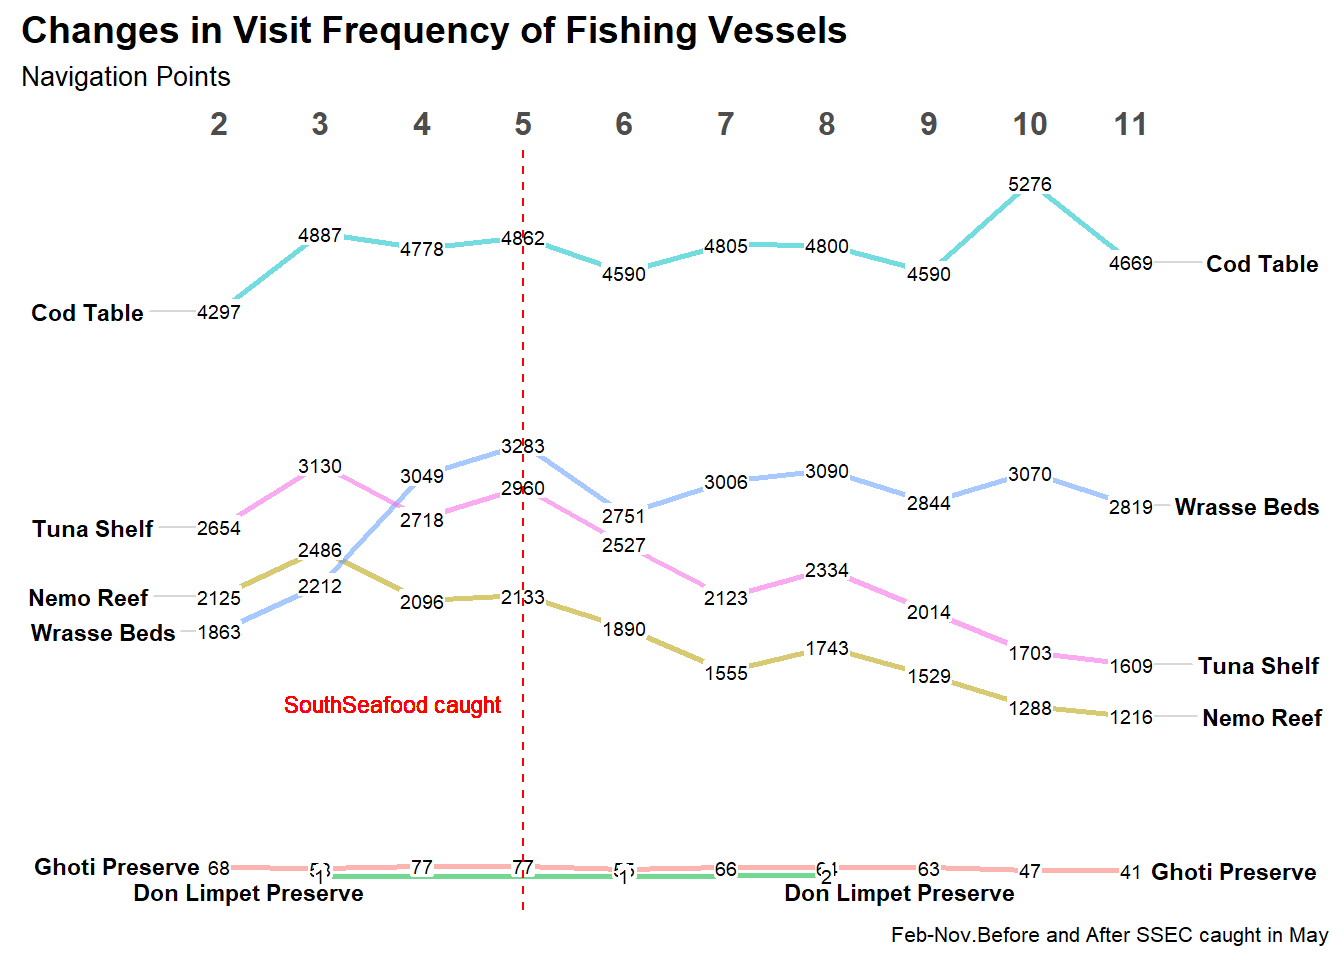 Changes in Visit Frequency of Fishing Vessels
Navigation Points
2 3 4 5 6 7 8 9 10 11
5276
4887 4778 4862 4590 4805 4800 4590 4669
Cod Table 4297 Cod Table
3283
3130 3049 2960 3006 3090 2844 3070
Tuna Shelf 2654 2718 2751 2819 Wrasse Beds
2486 2527 2334
Nemo Reef 2125 2212 2096 2133 2123 2014
Wrasse Beds 1863 1890
1743 1703 1609 Tuna Shelf
1555 1529
SouthSeafood caught 1288 1216 Nemo Reef
Ghoti Preserve 68 77 77 66 63 47 41 Ghoti Preserve
1 1 2
Don Limpet Preserve Don Limpet Preserve
Feb-Nov.Before and After SSEC caught in May